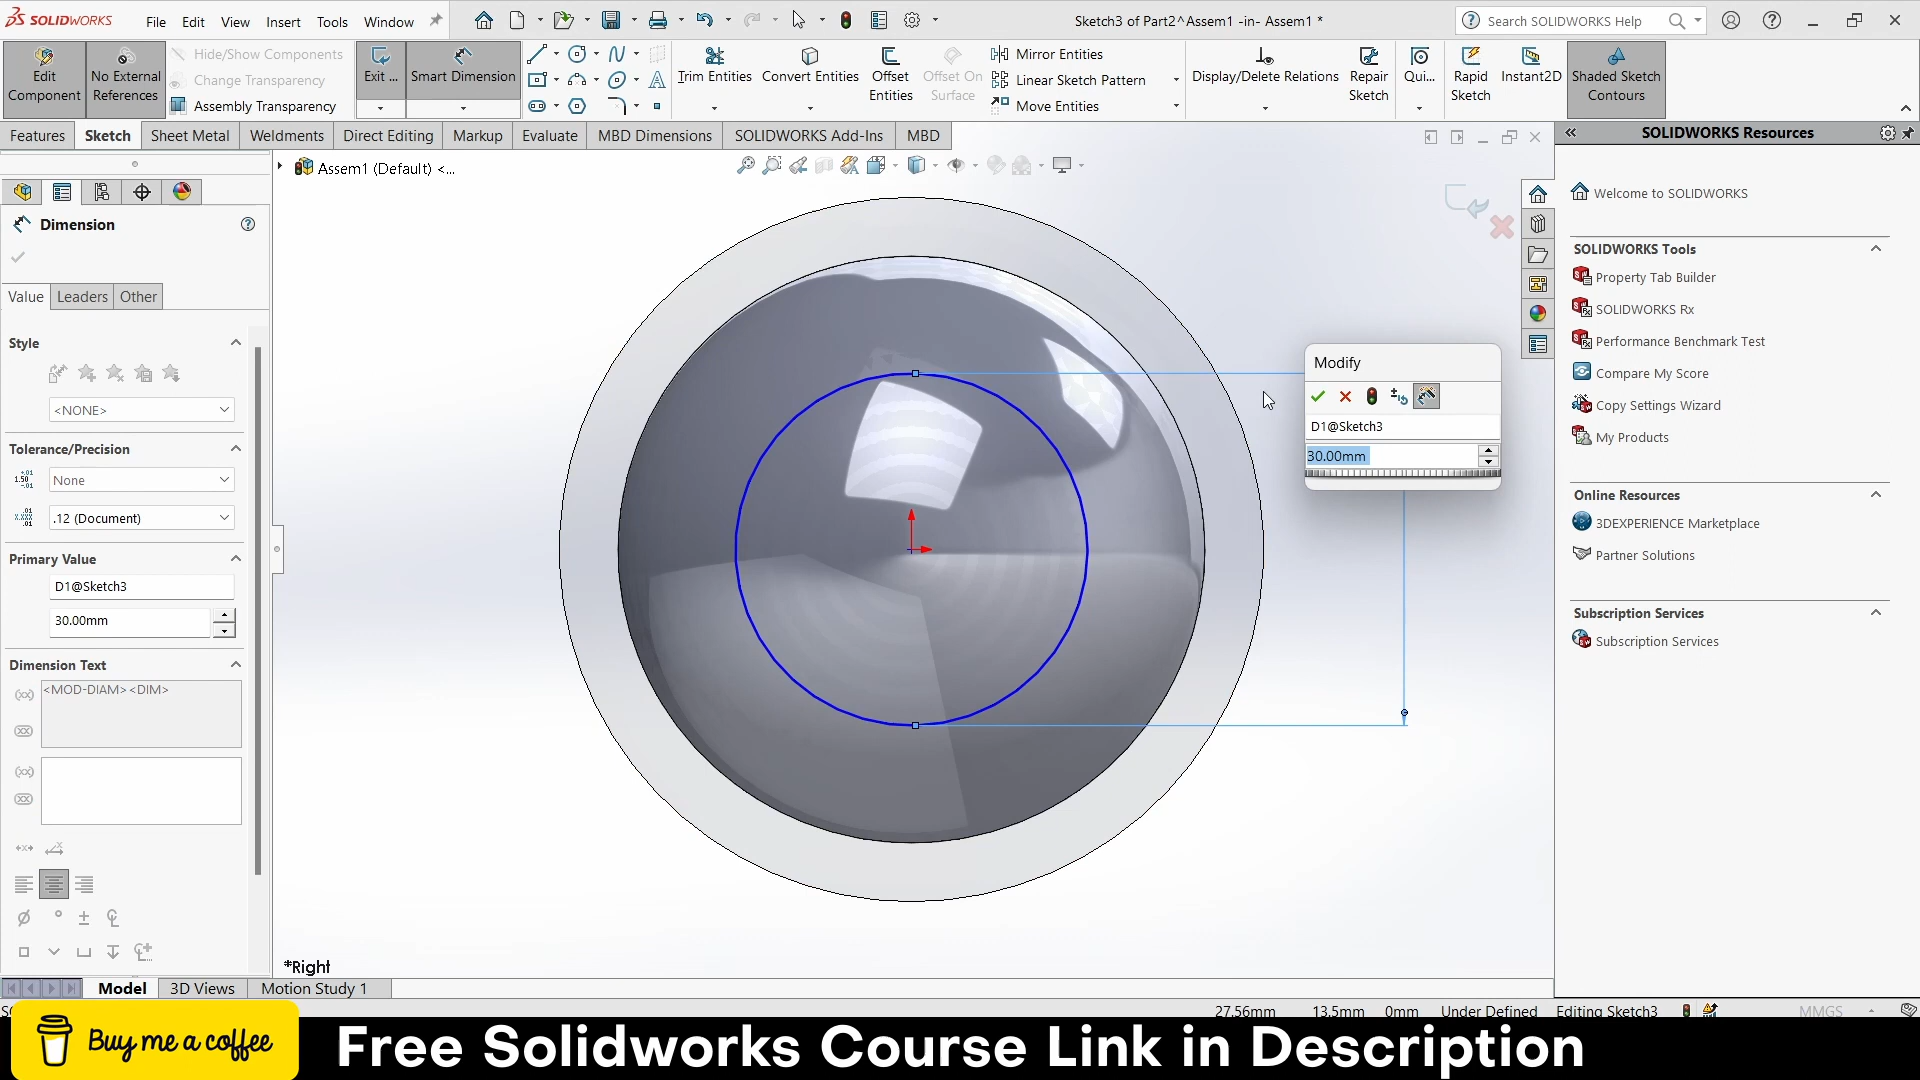 SOLIDWORKS
File Edit View Insert Tools Window
Sketch3 of Part2^Assem1 -in- Assem1 *
Search SOLIDWORKS Help
Edit Component
No External References
Hide/Show Components
Change Transparency
Assembly Transparency
Exit ...
Smart Dimension
Trim Entities
Convert Entities
Offset Entities
Offset On Surface
Mirror Entities
Linear Sketch Pattern
Move Entities
Display/Delete Relations
Repair Sketch
Qui...
Rapid Sketch
Instant2D
Shaded Sketch Contours
Features Sketch Sheet Metal Weldments Direct Editing Markup Evaluate MBD Dimensions SOLIDWORKS Add-Ins MBD
SOLIDWORKS Resources
Assem1 (Default) <...
Dimension
Value Leaders Other
Style
<NONE>
Tolerance/Precision
None
.12 (Document)
Primary Value
D1@Sketch3
30.00mm
Dimension Text
<MOD-DIAM><DIM>
Modify
D1@Sketch3
30.00mm
*Right
Welcome to SOLIDWORKS
SOLIDWORKS Tools
Property Tab Builder
SOLIDWORKS Rx
Performance Benchmark Test
Compare My Score
Copy Settings Wizard
My Products
Online Resources
3DEXPERIENCE Marketplace
Partner Solutions
Subscription Services
Subscription Services
Model 3D Views Motion Study 1
27.56mm 13.5mm 0mm Under Defined Editing Sketch3 MMGS
Buy me a coffee
Free Solidworks Course Link in Description